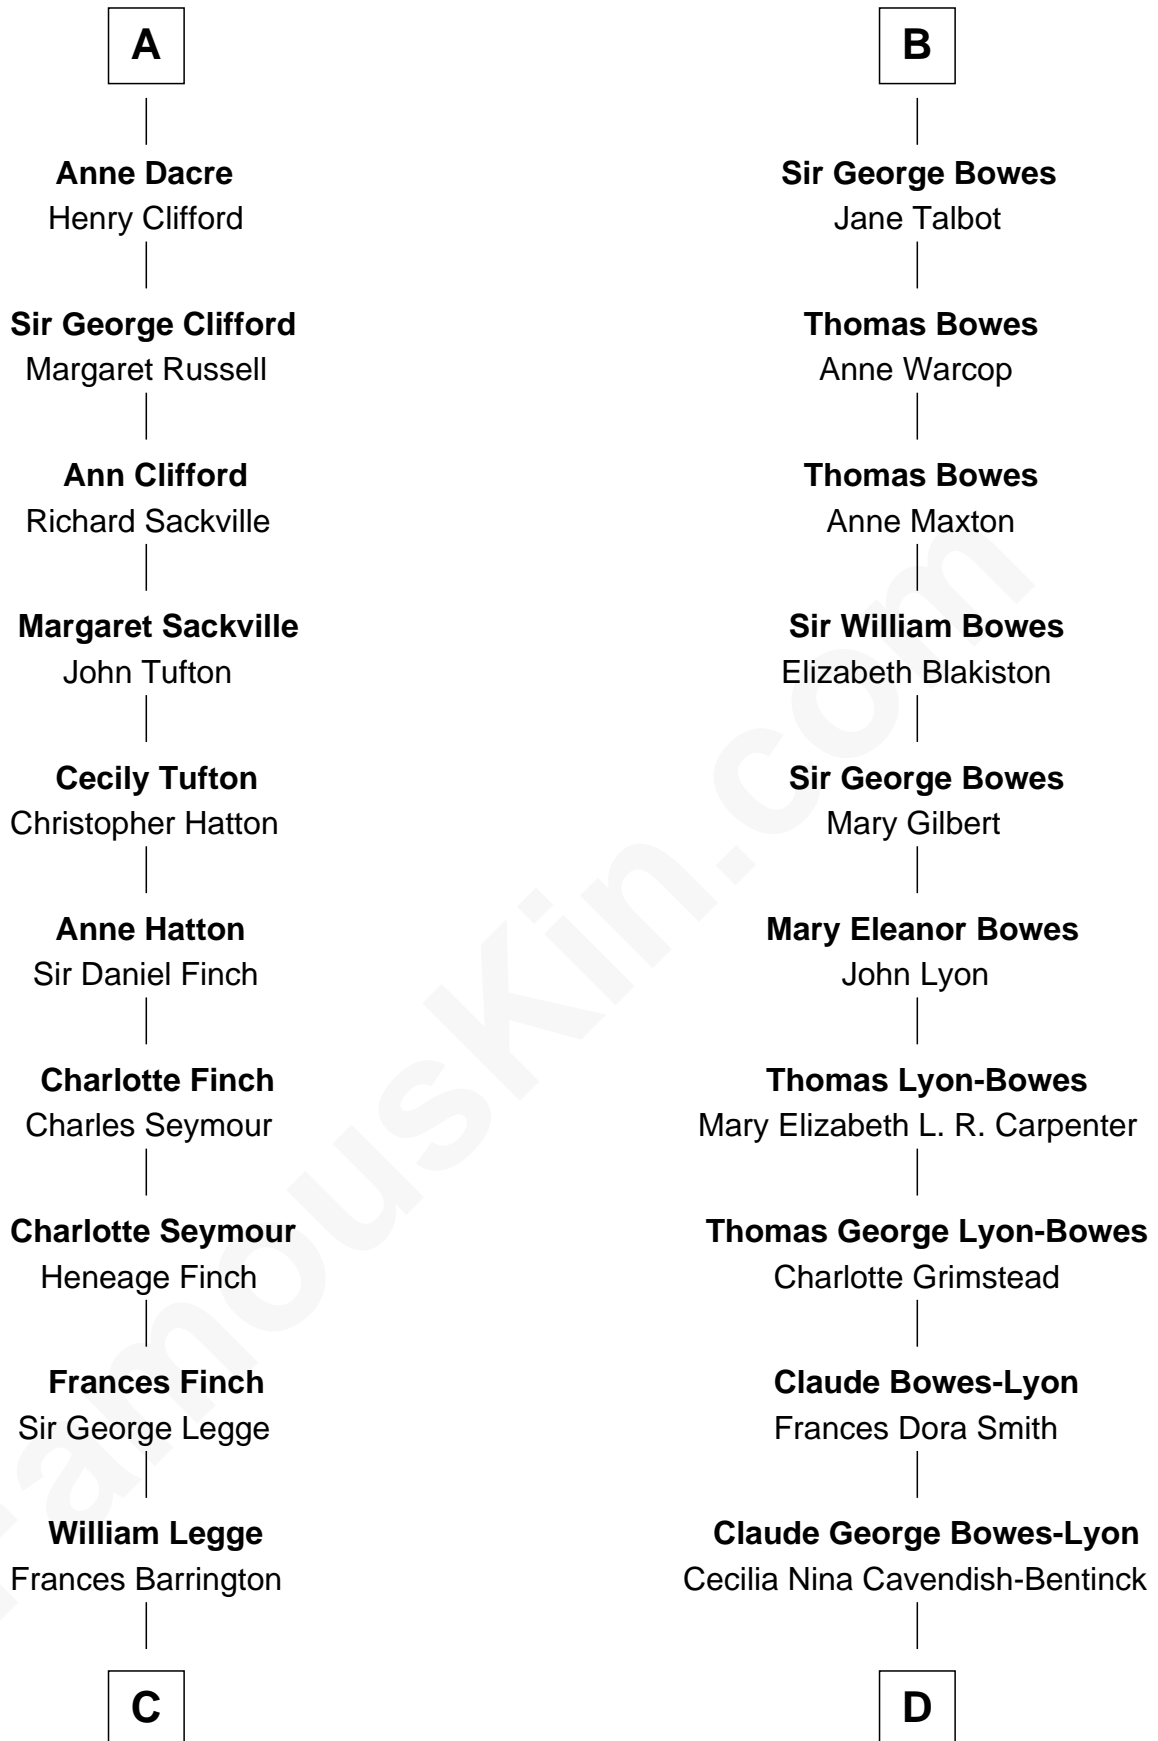 A
Anne Dacre
Henry Clifford
Sir George Clifford
Margaret Russell
Ann Clifford
Richard Sackville
Margaret Sackville
John Tufton
Cecily Tufton
Christopher Hatton
Anne Hatton
Sir Daniel Finch
Charlotte Finch
Charles Seymour
Charlotte Seymour
Heneage Finch
Frances Finch
Sir George Legge
William Legge
Frances Barrington
C
B
Sir George Bowes
Jane Talbot
Thomas Bowes
Anne Warcop
Thomas Bowes
Anne Maxton
Sir William Bowes
Elizabeth Blakiston
Sir George Bowes
Mary Gilbert
Mary Eleanor Bowes
John Lyon
Thomas Lyon-Bowes
Mary Elizabeth L. R. Carpenter
Thomas George Lyon-Bowes
Charlotte Grimstead
Claude Bowes-Lyon
Frances Dora Smith
Claude George Bowes-Lyon
Cecilia Nina Cavendish-Bentinck
D
FamousKin.com